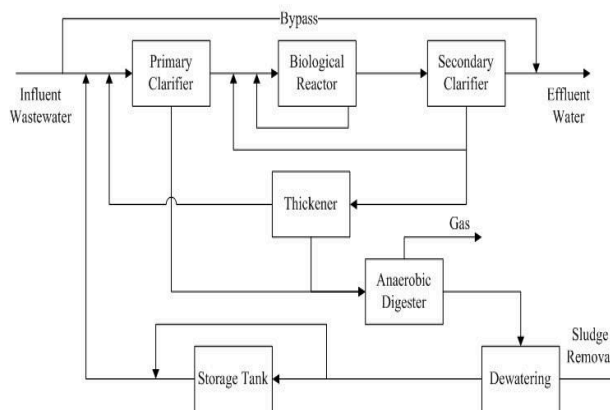 Bypass
Primary
Clarifier
Biological
Reactor
Secondary
Clarifier
Influent
Wastewater
Effluent
Water
Thickener
Gas
Anaerobic
Digester
Sludge
Remova
Storage Tank
Dewatering